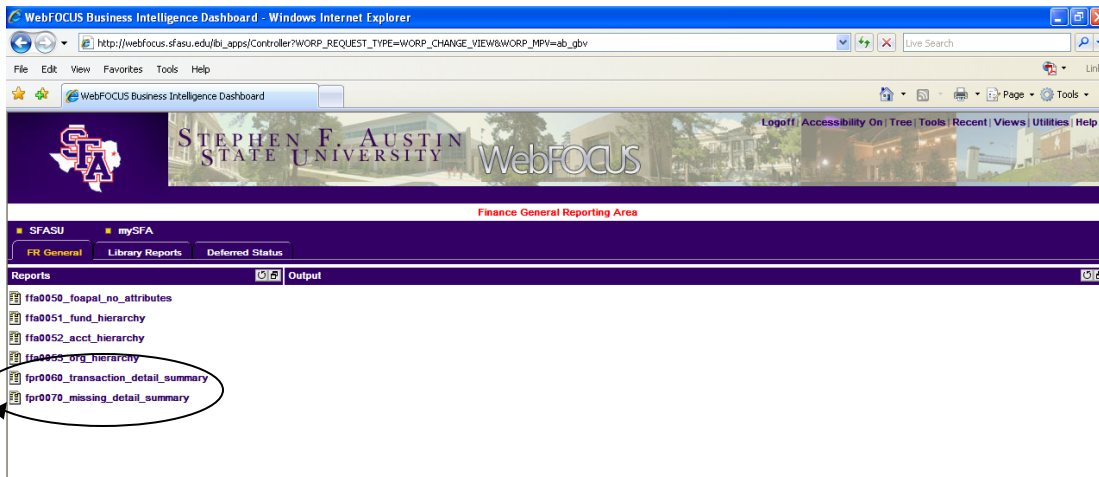 WebFOCUS Business Intelligence Dashboard - Windows Internet Explorer
http://webfocus.sfasu.edu/ibi_apps/Controller?WORP_REQUEST_TYPE=WORP_CHANGE_VIEW&WORP_MPV=ab_gbv
Live Search
File Edit View Favorites Tools Help
WebFOCUS Business Intelligence Dashboard
Page Tools
Logoff | Accessibility On | Tree | Tools | Recent | Views | Utilities | Help
SFA
STEPHEN F. AUSTIN
STATE UNIVERSITY
WebFOCUS
Finance General Reporting Area
SFASU mySFA
FR General Library Reports Deferred Status
Reports Output
ffa0050_foapal_no_attributes
ffa0051_fund_hierarchy
ffa0052_acct_hierarchy
ffa0053_org_hierarchy
fpr0060_transaction_detail_summary
fpr0070_missing_detail_summary